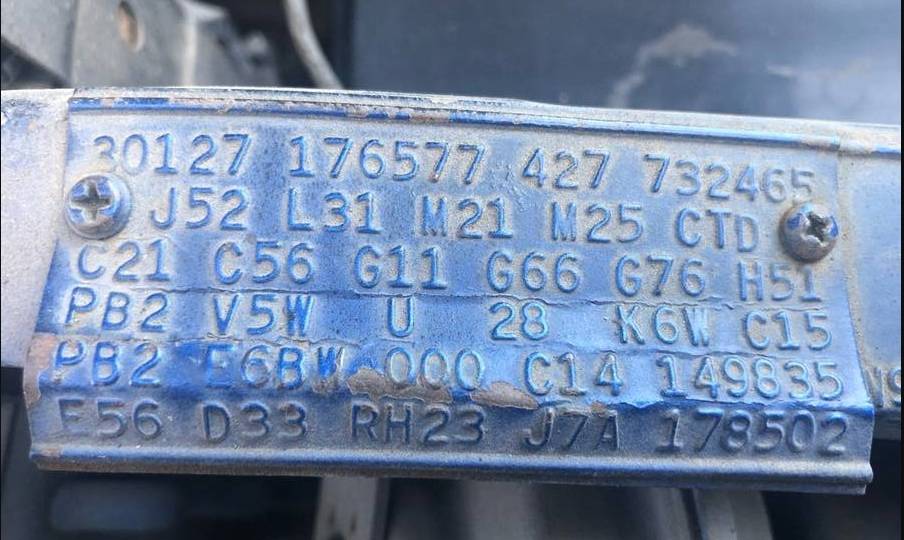 30127 176577 427 732465
J52 L31 M21 M25 CTD
C21 C56 G11 G66 G76 H51
PB2 V5W U 28 K6W C15
PB2 E6BW 000 C14 149835
E56 D33 RH23 J7A 178502